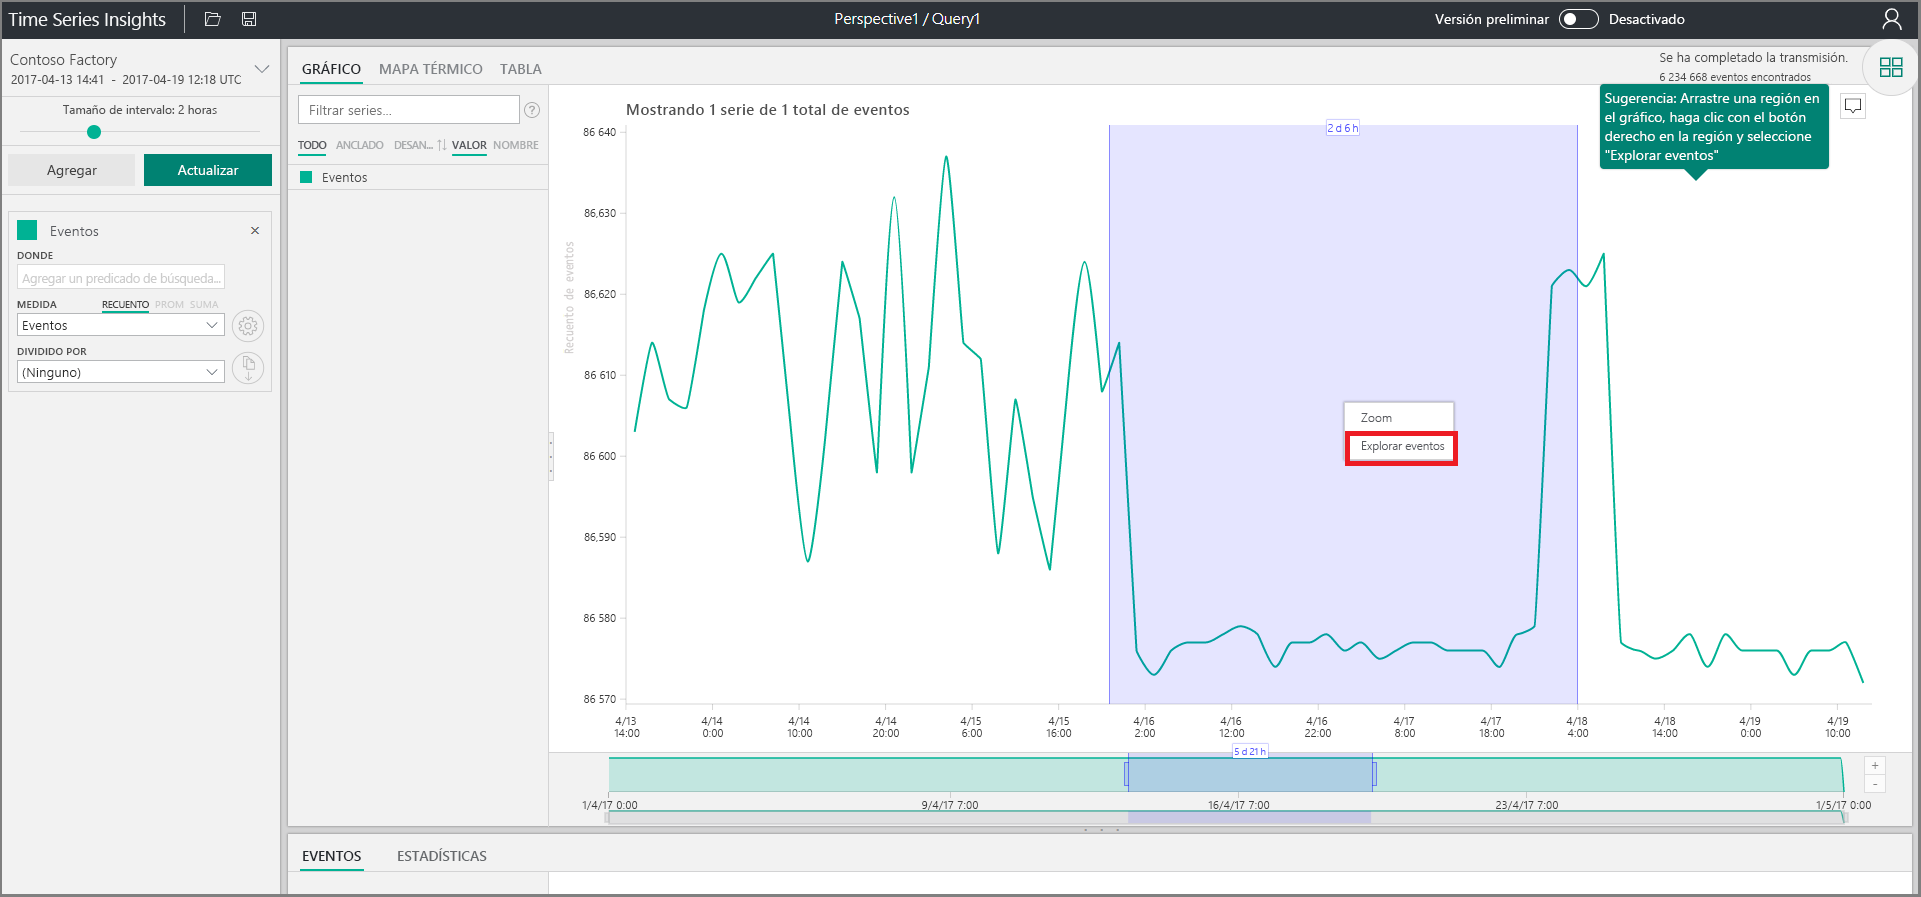 Time Series Insights
Perspective1 / Query1
Versión preliminar
Desactivado
Contoso Factory
2017-04-13 14:41 - 2017-04-19 12:18 UTC
Tamaño de intervalo: 2 horas
Agregar
Actualizar
Eventos
×
DONDE
Agregar un predicado de búsqueda...
MEDIDA
RECUENTO PROM SUMA
Eventos
DIVIDIDO POR
(Ninguno)
GRÁFICO MAPA TÉRMICO TABLA
Filtrar series...
?
TODO ANCLADO DESAN... VALOR NOMBRE
Eventos
Se ha completado la transmisión.
6 234 668 eventos encontrados
Sugerencia: Arrastre una región en
el gráfico, haga clic con el botón
derecho en la región y seleccione
"Explorar eventos"
Mostrando 1 serie de 1 total de eventos
2 d 6 h
Recuento de eventos
86 640
86,630
86,620
86 610
86 600
86,590
86 580
86 570
Zoom
Explorar eventos
4/13 4/14 4/14 4/14 4/15 4/15 4/16 4/16 4/16 4/17 4/17 4/18 4/18 4/19 4/19
14:00 0:00 10:00 20:00 6:00 16:00 2:00 12:00 22:00 8:00 18:00 4:00 14:00 0:00 10:00
5 d 21 h
+
-
1/4/17 0:00 9/4/17 7:00 16/4/17 7:00 23/4/17 7:00 1/5/17 0:00
EVENTOS ESTADÍSTICAS